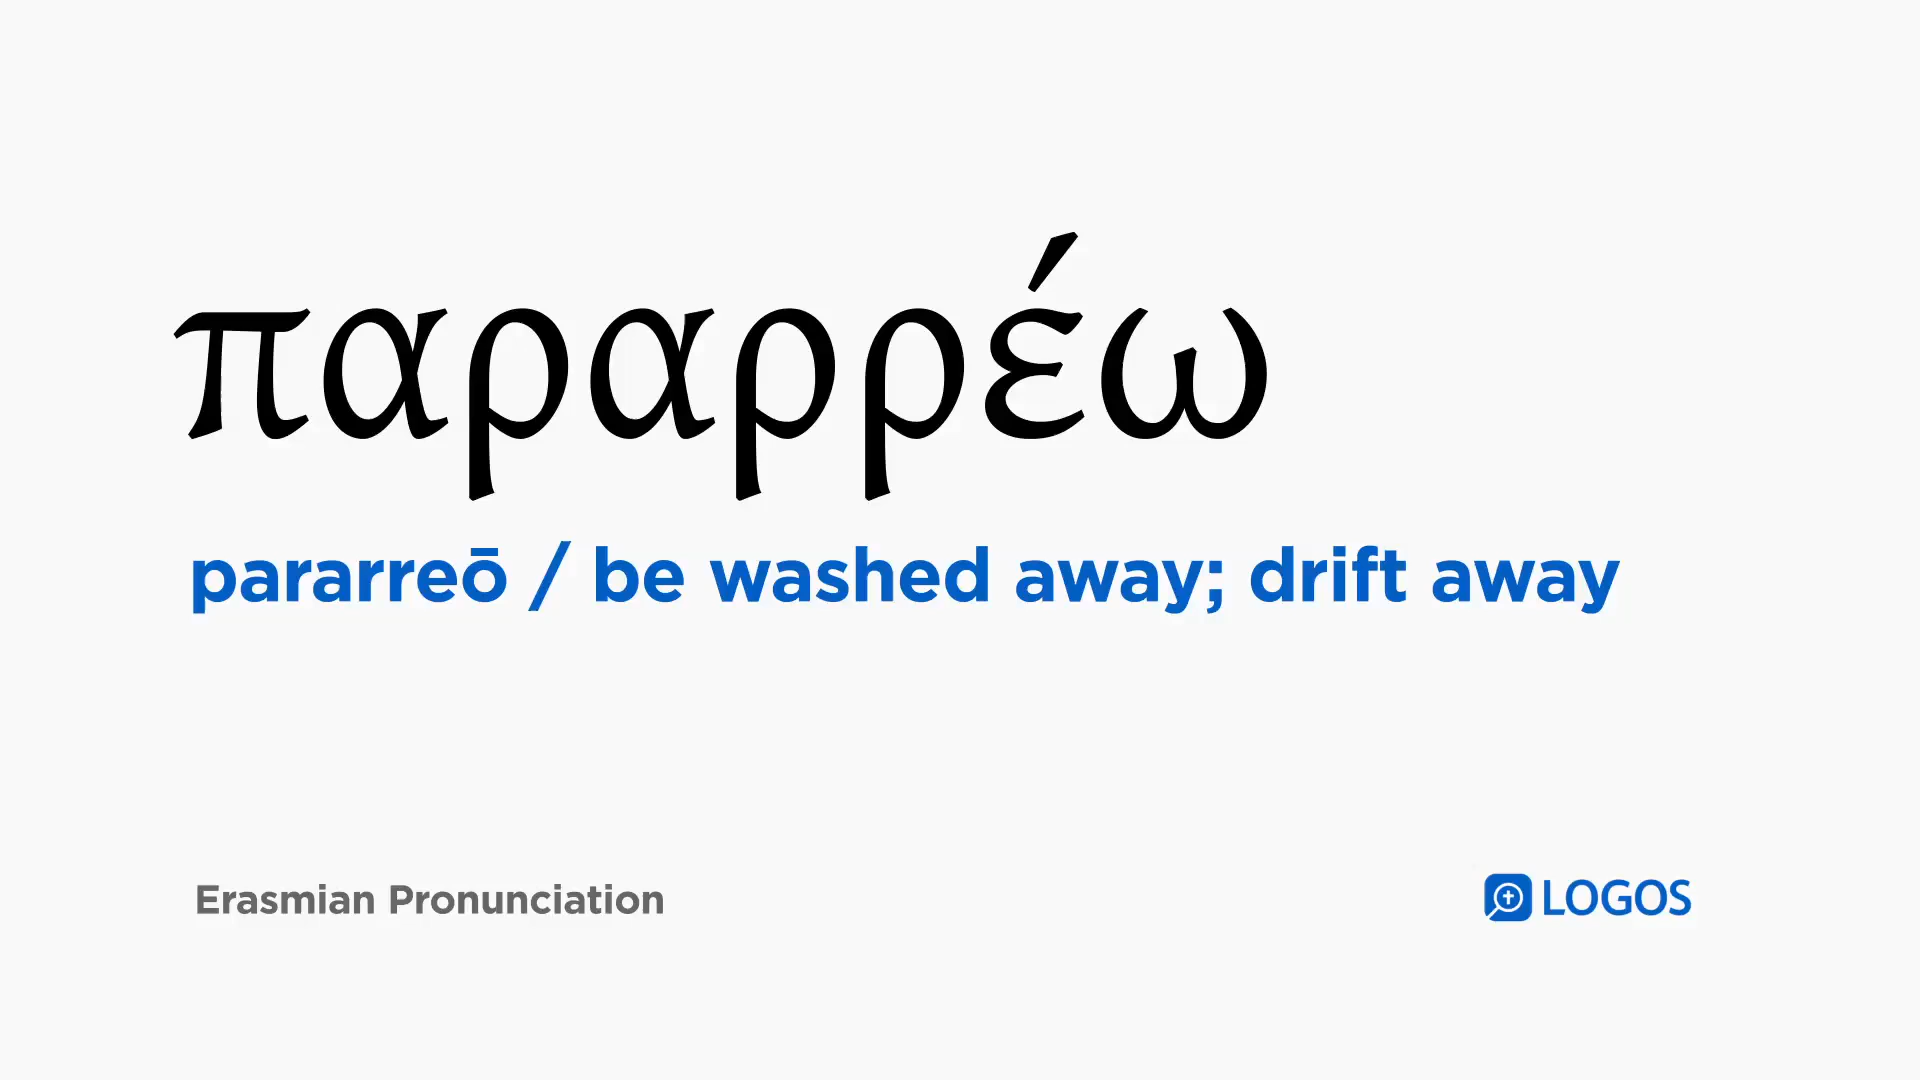 παραρρέω
pararreō / be washed away; drift away
Erasmian Pronunciation
LOGOS